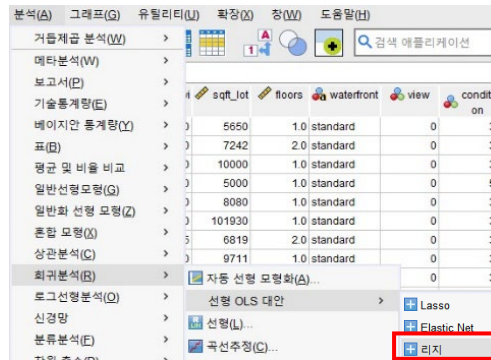 분석(A) 그래프(G) 유틸리티(U) 확장(X) 창(W) 도움말(H)
거듭제곱 분석(W) >
메타분석(W) >
보고서(P) >
기술통계량(E) >
베이지안 통계량(Y) >
표(B) >
평균 및 비율 비교 >
일반선형모형(G) >
일반화 선형 모형(Z) >
혼합 모형(X) >
상관분석(C) >
회귀분석(R) >
로그선형분석(O) >
신경망 >
분류분석(F) >
검색 애플리케이션
sqft_lot floors waterfront view condit
on
5650 1.0 standard 0
7242 2.0 standard 0
10000 1.0 standard 0
5000 1.0 standard 0
8080 1.0 standard 0
101930 1.0 standard 0
6819 2.0 standard 0
9711 1.0 standard 0
자동 선형 모형화(A)... 0
선형 OLS 대안 >
선형(L)...
곡선추정(C)...
Lasso
Elastic Net
리지